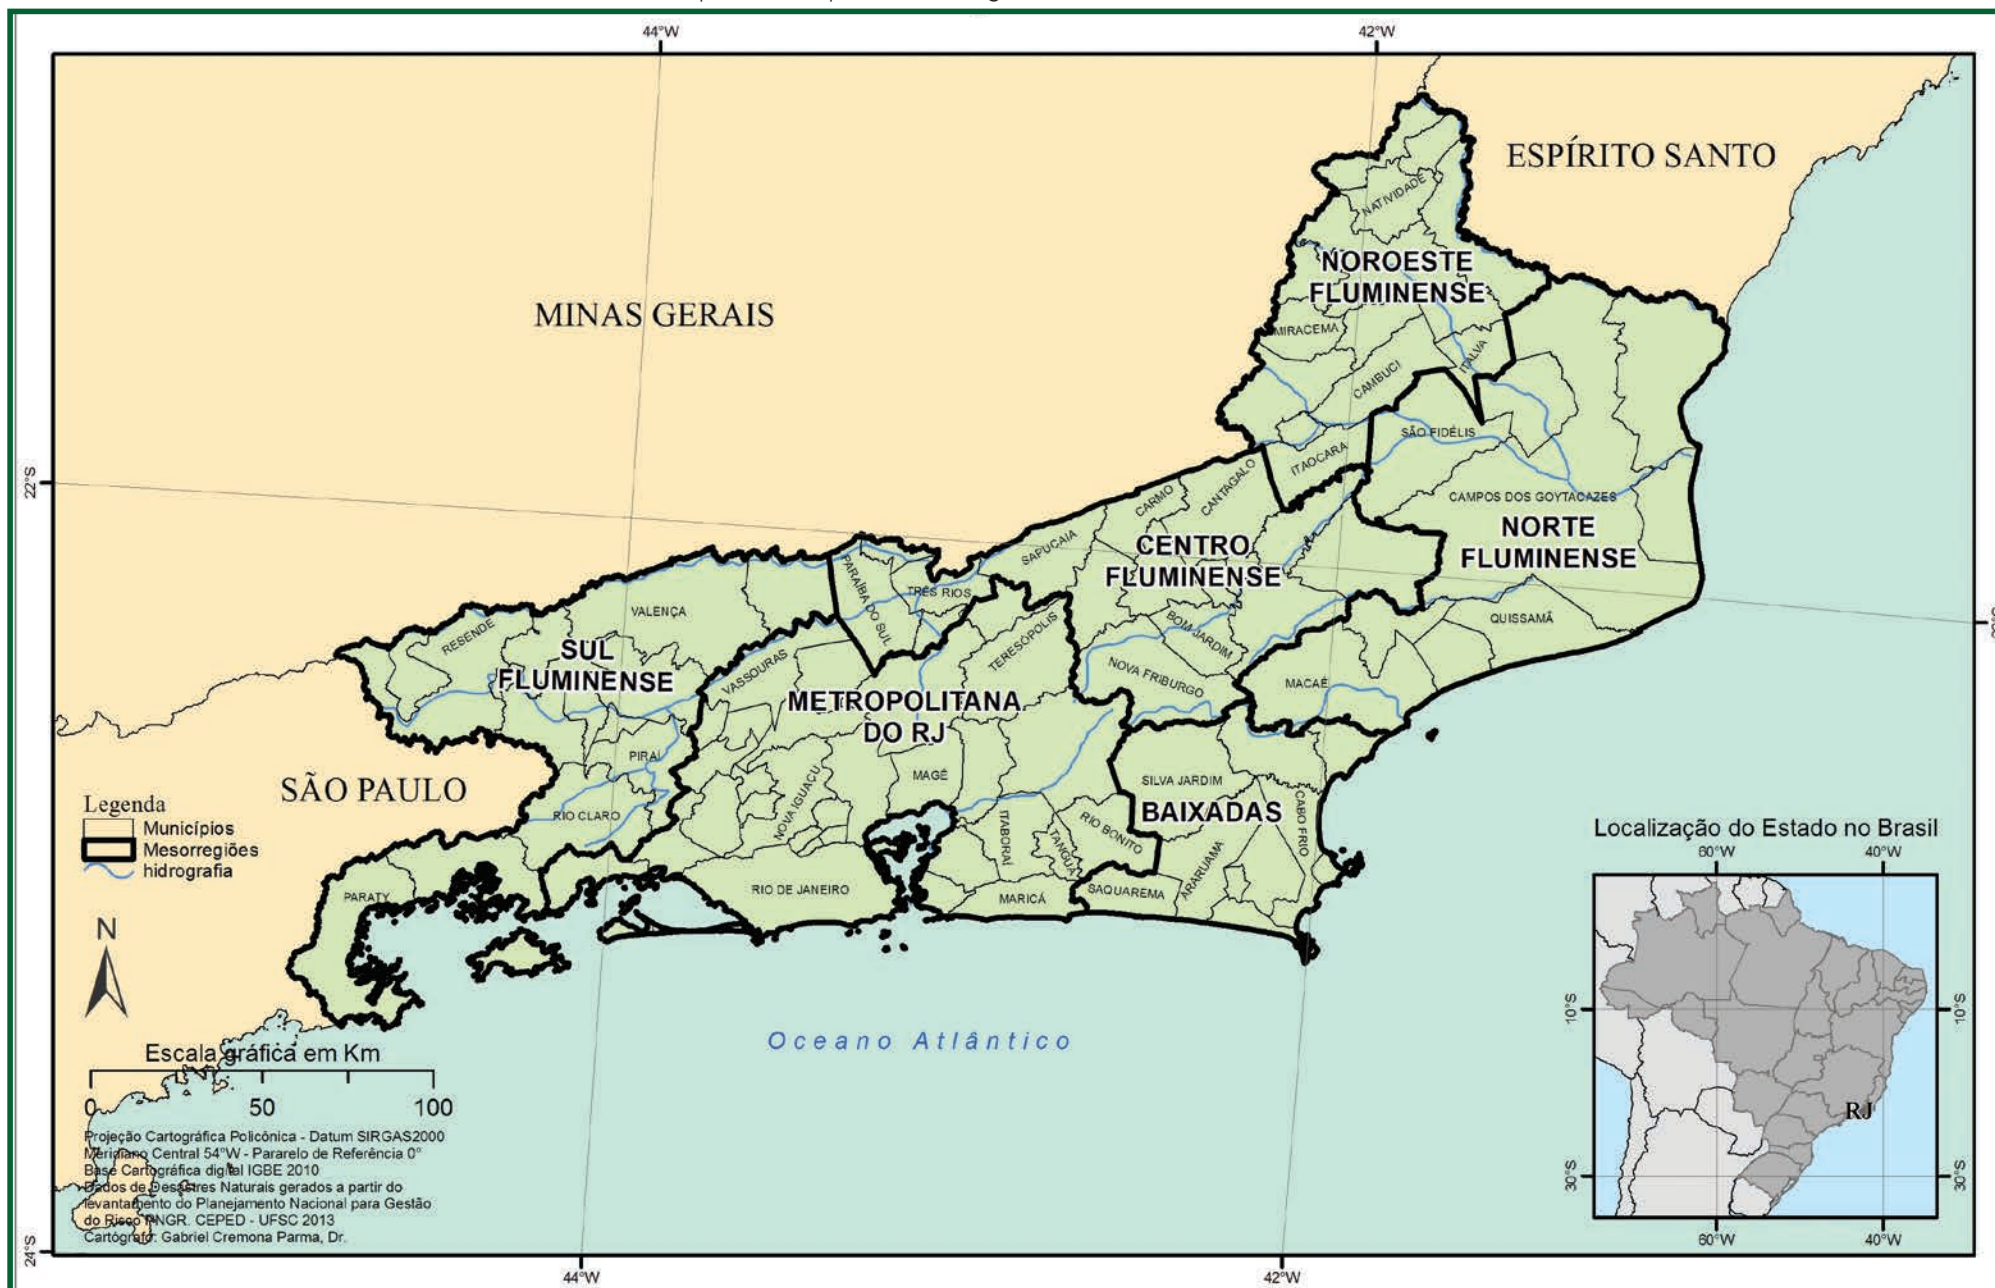 44°W
42°W
ESPÍRITO SANTO
NATIVIDADE
NOROESTE
FLUMINENSE
MINAS GERAIS
MIRACEMA
ITALVA
CAMBUCI
SÃO FIDÉLIS
ITAOCARA
22°S
CANTAGALO
CARMO
CAMPOS DOS GOYTACAZES
NORTE
FLUMINENSE
CENTRO
FLUMINENSE
SAPUCAIA
PARAÍBA DO SUL
TRÊS RIOS
VALENÇA
RESENDE
QUISSAMÃ
BOM JARDIM
TERESÓPOLIS
SUL
FLUMINENSE
VASSOURAS
NOVA FRIBURGO
MACAÉ
METROPOLITANA
DO RJ
PIRAÍ
MAGÉ
SILVA JARDIM
SÃO PAULO
NOVA IGUAÇU
BAIXADAS
CABO FRIO
RIO CLARO
ITABORAÍ
TANGUÁ
RIO BONITO
ARARUAMA
PARATY
RIO DE JANEIRO
MARICÁ
SAQUAREMA
Legenda
Municípios
Mesorregiões
hidrografia
N
Oceano Atlântico
Escala gráfica em Km
0 50 100
Projeção Cartográfica Policônica - Datum SIRGAS2000
Meridiano Central 54°W - Pararelo de Referência 0°
Base Cartográfica digital IGBE 2010
Dados de Desastres Naturais gerados a partir do
levantamento do Planejamento Nacional para Gestão
do Risco PNGR. CEPED - UFSC 2013
Cartógrafo: Gabriel Cremona Parma, Dr.
24°S
44°W
42°W
Localização do Estado no Brasil
60°W 40°W
10°S 10°S
RJ
30°S 30°S
60°W 40°W